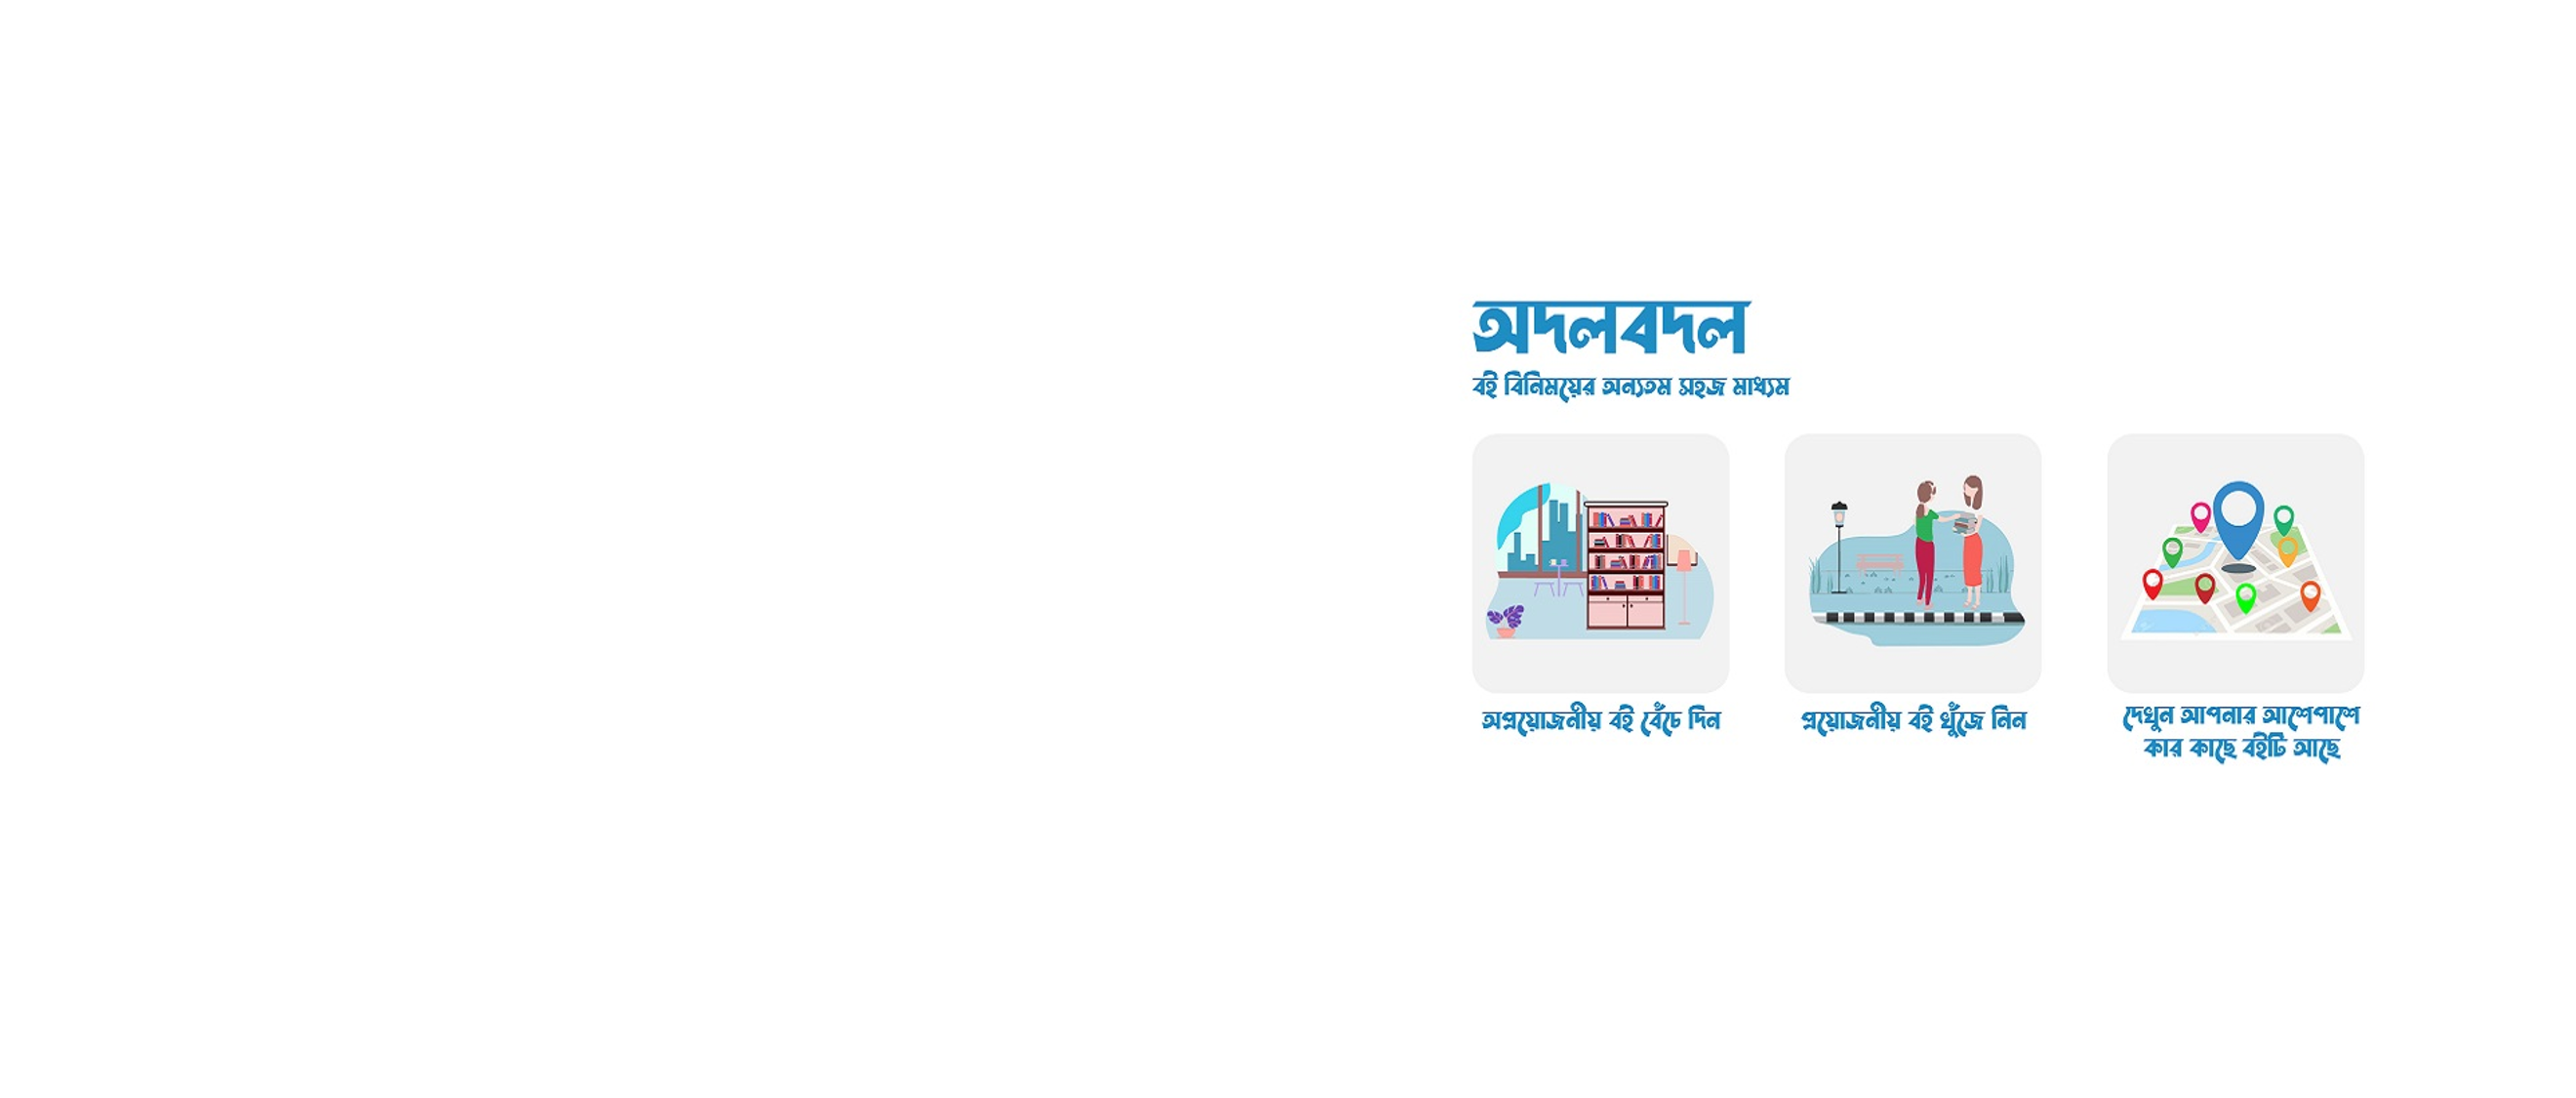 অদলবদল
বই বিনিময়ের অন্যতম সহজ মাধ্যম
অপ্রয়োজনীয় বই বেঁচে দিন
প্রয়োজনীয় বই খুঁজে নিন
দেখুন আপনার আশেপাশে
কার কাছে বইটি আছে